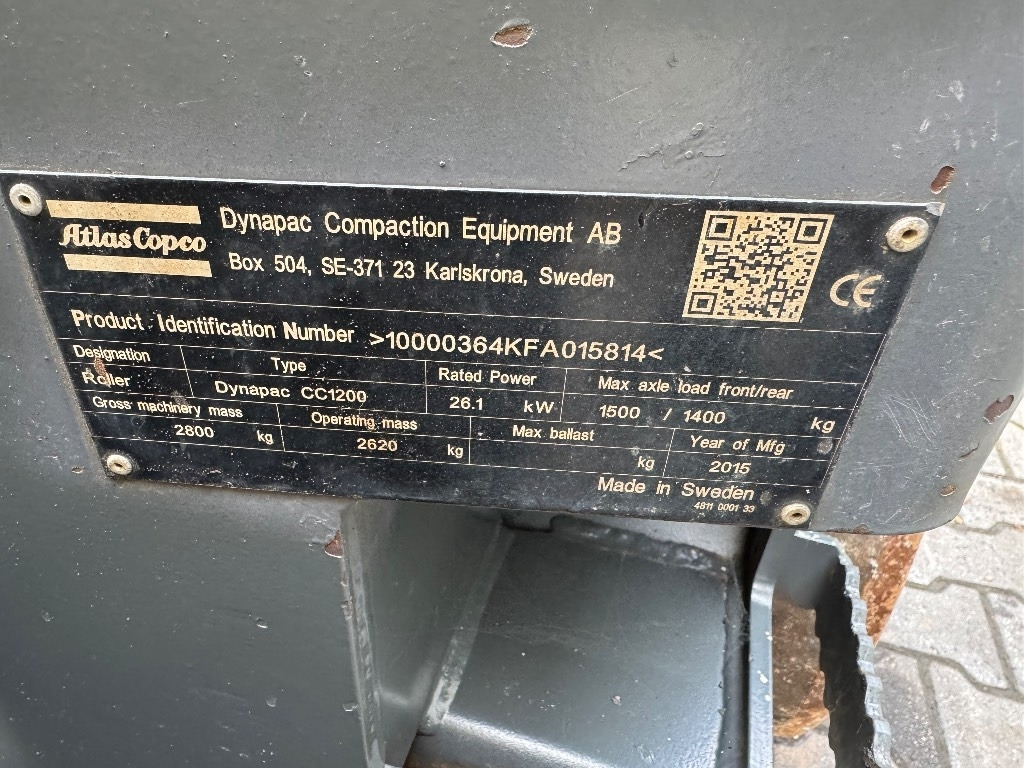 Atlas Copco
Dynapac Compaction Equipment AB
Box 504, SE-371 23 Karlskrona, Sweden
CE
Product Identification Number >10000364KFA015814<
Designation Type Rated Power Max axle load front/rear
Roller Dynapac CC1200 26.1 kW 1500 / 1400 kg
Gross machinery mass Operating mass Max ballast Year of Mfg
2800 kg 2620 kg kg 2015
Made in Sweden
4811 0001 33